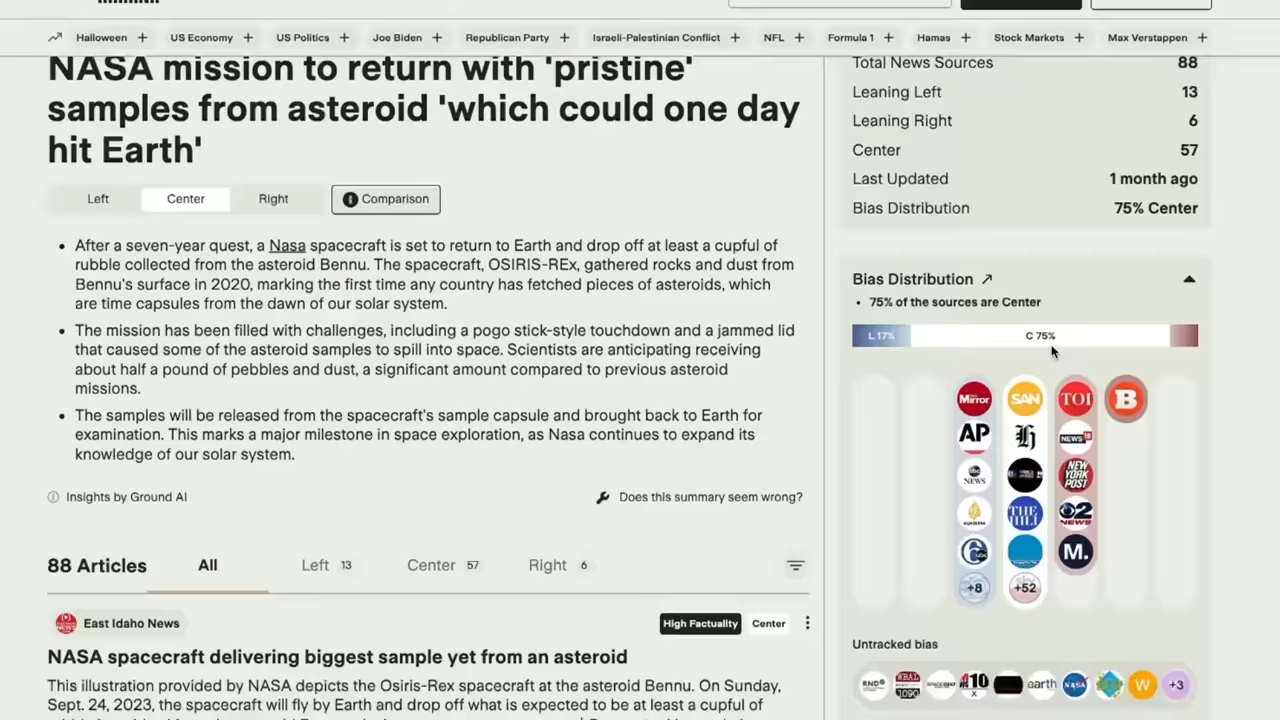 Halloween + US Economy + US Politics + Joe Biden + Republican Party + Israeli-Palestinian Conflict + NFL + Formula 1 + Hamas + Stock Markets + Max Verstappen +
NASA mission to return with 'pristine'
samples from asteroid 'which could one day
hit Earth'
Left Center Right Comparison
• After a seven-year quest, a Nasa spacecraft is set to return to Earth and drop off at least a cupful of
rubble collected from the asteroid Bennu. The spacecraft, OSIRIS-REx, gathered rocks and dust from
Bennu's surface in 2020, marking the first time any country has fetched pieces of asteroids, which
are time capsules from the dawn of our solar system.
• The mission has been filled with challenges, including a pogo stick-style touchdown and a jammed lid
that caused some of the asteroid samples to spill into space. Scientists are anticipating receiving
about half a pound of pebbles and dust, a significant amount compared to previous asteroid
missions.
• The samples will be released from the spacecraft's sample capsule and brought back to Earth for
examination. This marks a major milestone in space exploration, as Nasa continues to expand its
knowledge of our solar system.
Insights by Ground AI
Does this summary seem wrong?
88 Articles All Left 13 Center 57 Right 6
East Idaho News
High Factuality Center
NASA spacecraft delivering biggest sample yet from an asteroid
This illustration provided by NASA depicts the Osiris-Rex spacecraft at the asteroid Bennu. On Sunday,
Sept. 24, 2023, the spacecraft will fly by Earth and drop off what is expected to be at least a cupful of
Total News Sources 88
Leaning Left 13
Leaning Right 6
Center 57
Last Updated 1 month ago
Bias Distribution 75% Center
Bias Distribution
• 75% of the sources are Center
L 17% C 75%
Mirror SAN TOI B
AP h NEWS18
abc NEWS NEW YORK POST
ALJAZEERA THE HILL 2 NEWS
6 abc M.
+8 +52
Untracked bias
RND WBAL 1090 10 earth NASA W +3